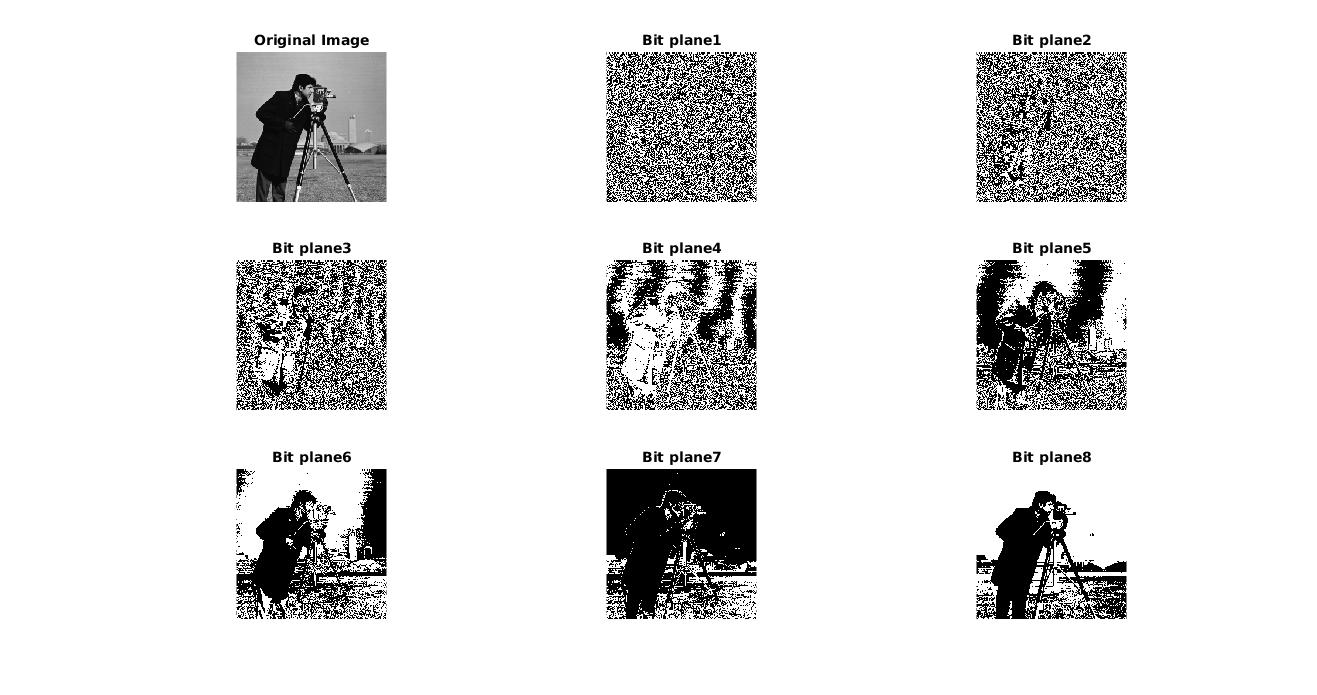 Original Image
Bit plane1
Bit plane2
Bit plane3
Bit plane4
Bit plane5
Bit plane6
Bit plane7
Bit plane8